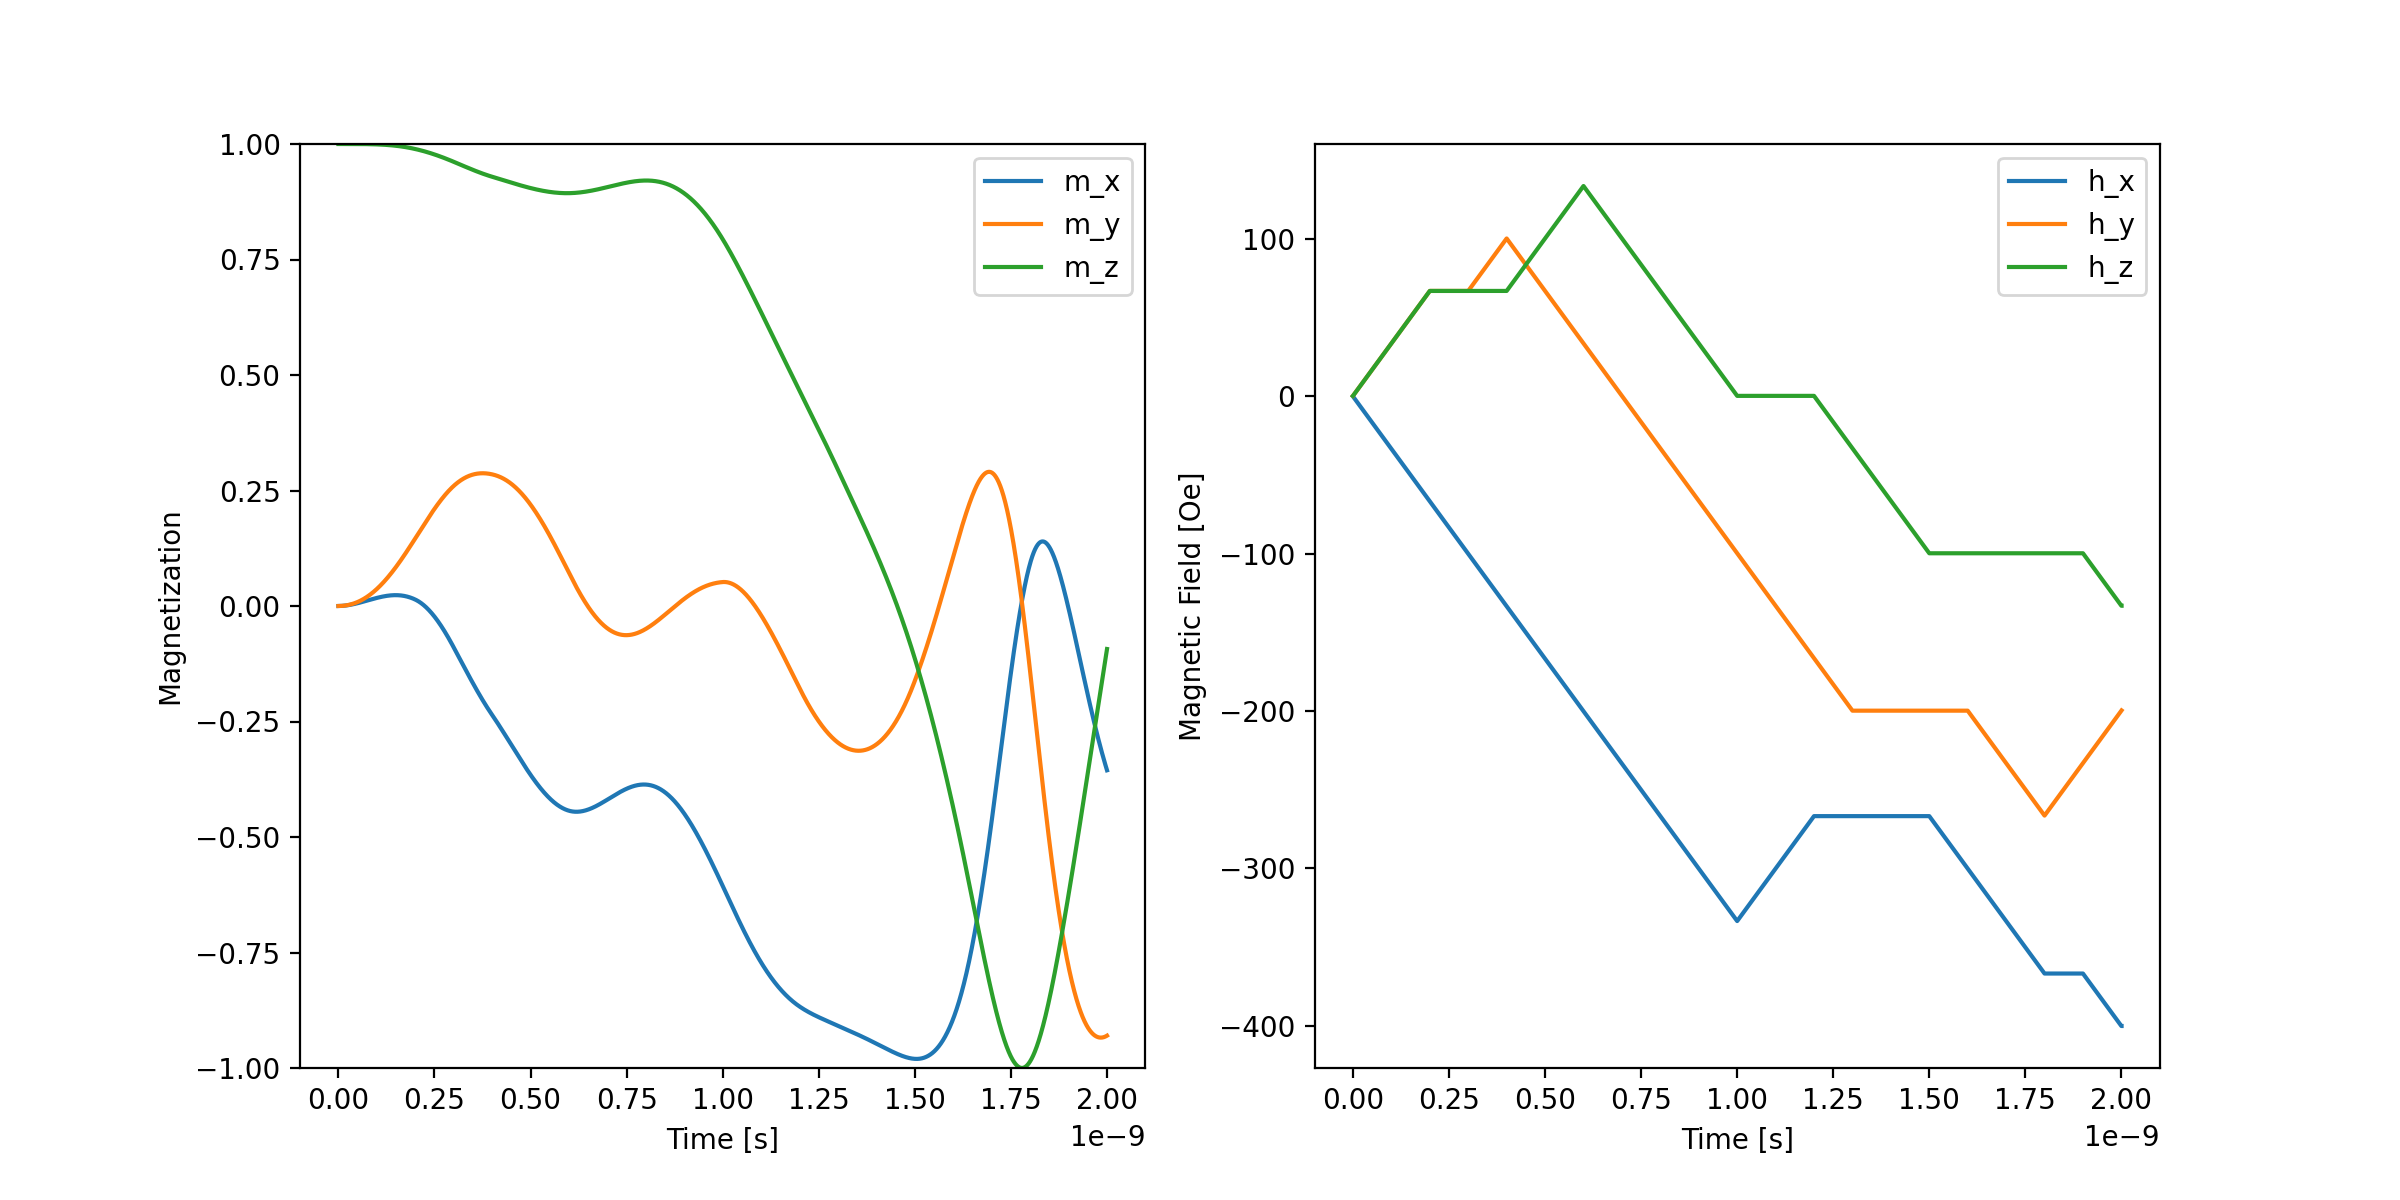 1.00
0.75
0.50
0.25
0.00
−0.25
−0.50
−0.75
−1.00
Magnetization
m_x
m_y
m_z
0.00 0.25 0.50 0.75 1.00 1.25 1.50 1.75 2.00
Time [s]
1e−9
100
0
−100
−200
−300
−400
Magnetic Field [Oe]
h_x
h_y
h_z
0.00 0.25 0.50 0.75 1.00 1.25 1.50 1.75 2.00
Time [s]
1e−9